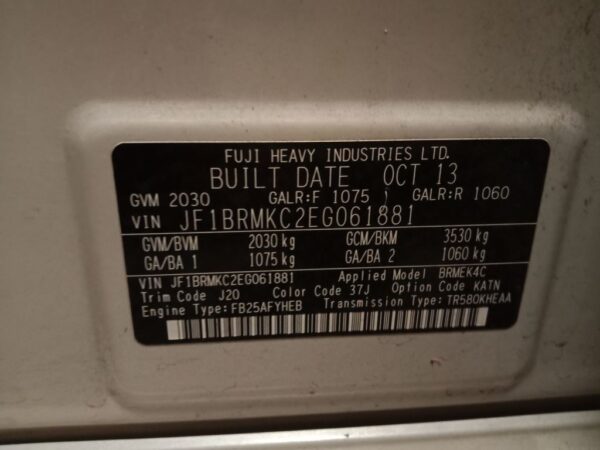 FUJI HEAVY INDUSTRIES LTD.
BUILT DATE OCT 13
GVM 2030 GALR:F 1075 GALR:R 1060
VIN JF1BRMKC2EG061881
GVM/BVM 2030 kg GCM/BKM 3530 kg
GA/BA 1 1075 kg GA/BA 2 1060 kg
VIN JF1BRMKC2EG061881 Applied Model BRMEK4C
Trim Code J20 Color Code 37J Option Code KATN
Engine Type:FB25AFYHEB Transmission Type:TR580KHEAA